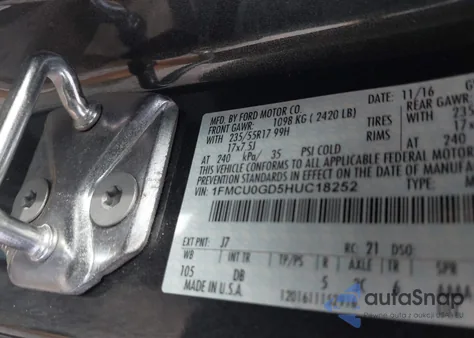 MFD. BY FORD MOTOR CO.
DATE: 11/16
FRONT GAWR: 1098 KG ( 2420 LB)
REAR GAWR:
235/55R17 99H TIRES 235
WITH 17x7.5J RIMS
AT 240 kPa/ 35 PSI COLD AT 240
THIS VEHICLE CONFORMS TO ALL APPLICABLE FEDERAL MOTOR
SAFETY STANDARDS IN EFFECT ON THE DATE OF MANUFA
VIN: 1FMCU0GD5HUC18252 TYPE:
EXT PNT: J7 RC: 21 DSO:
WB INT TR TP/PS R AXLE TR SPR
105 DB 5 6 AAAA
MADE IN U.S.A.
autoSnap